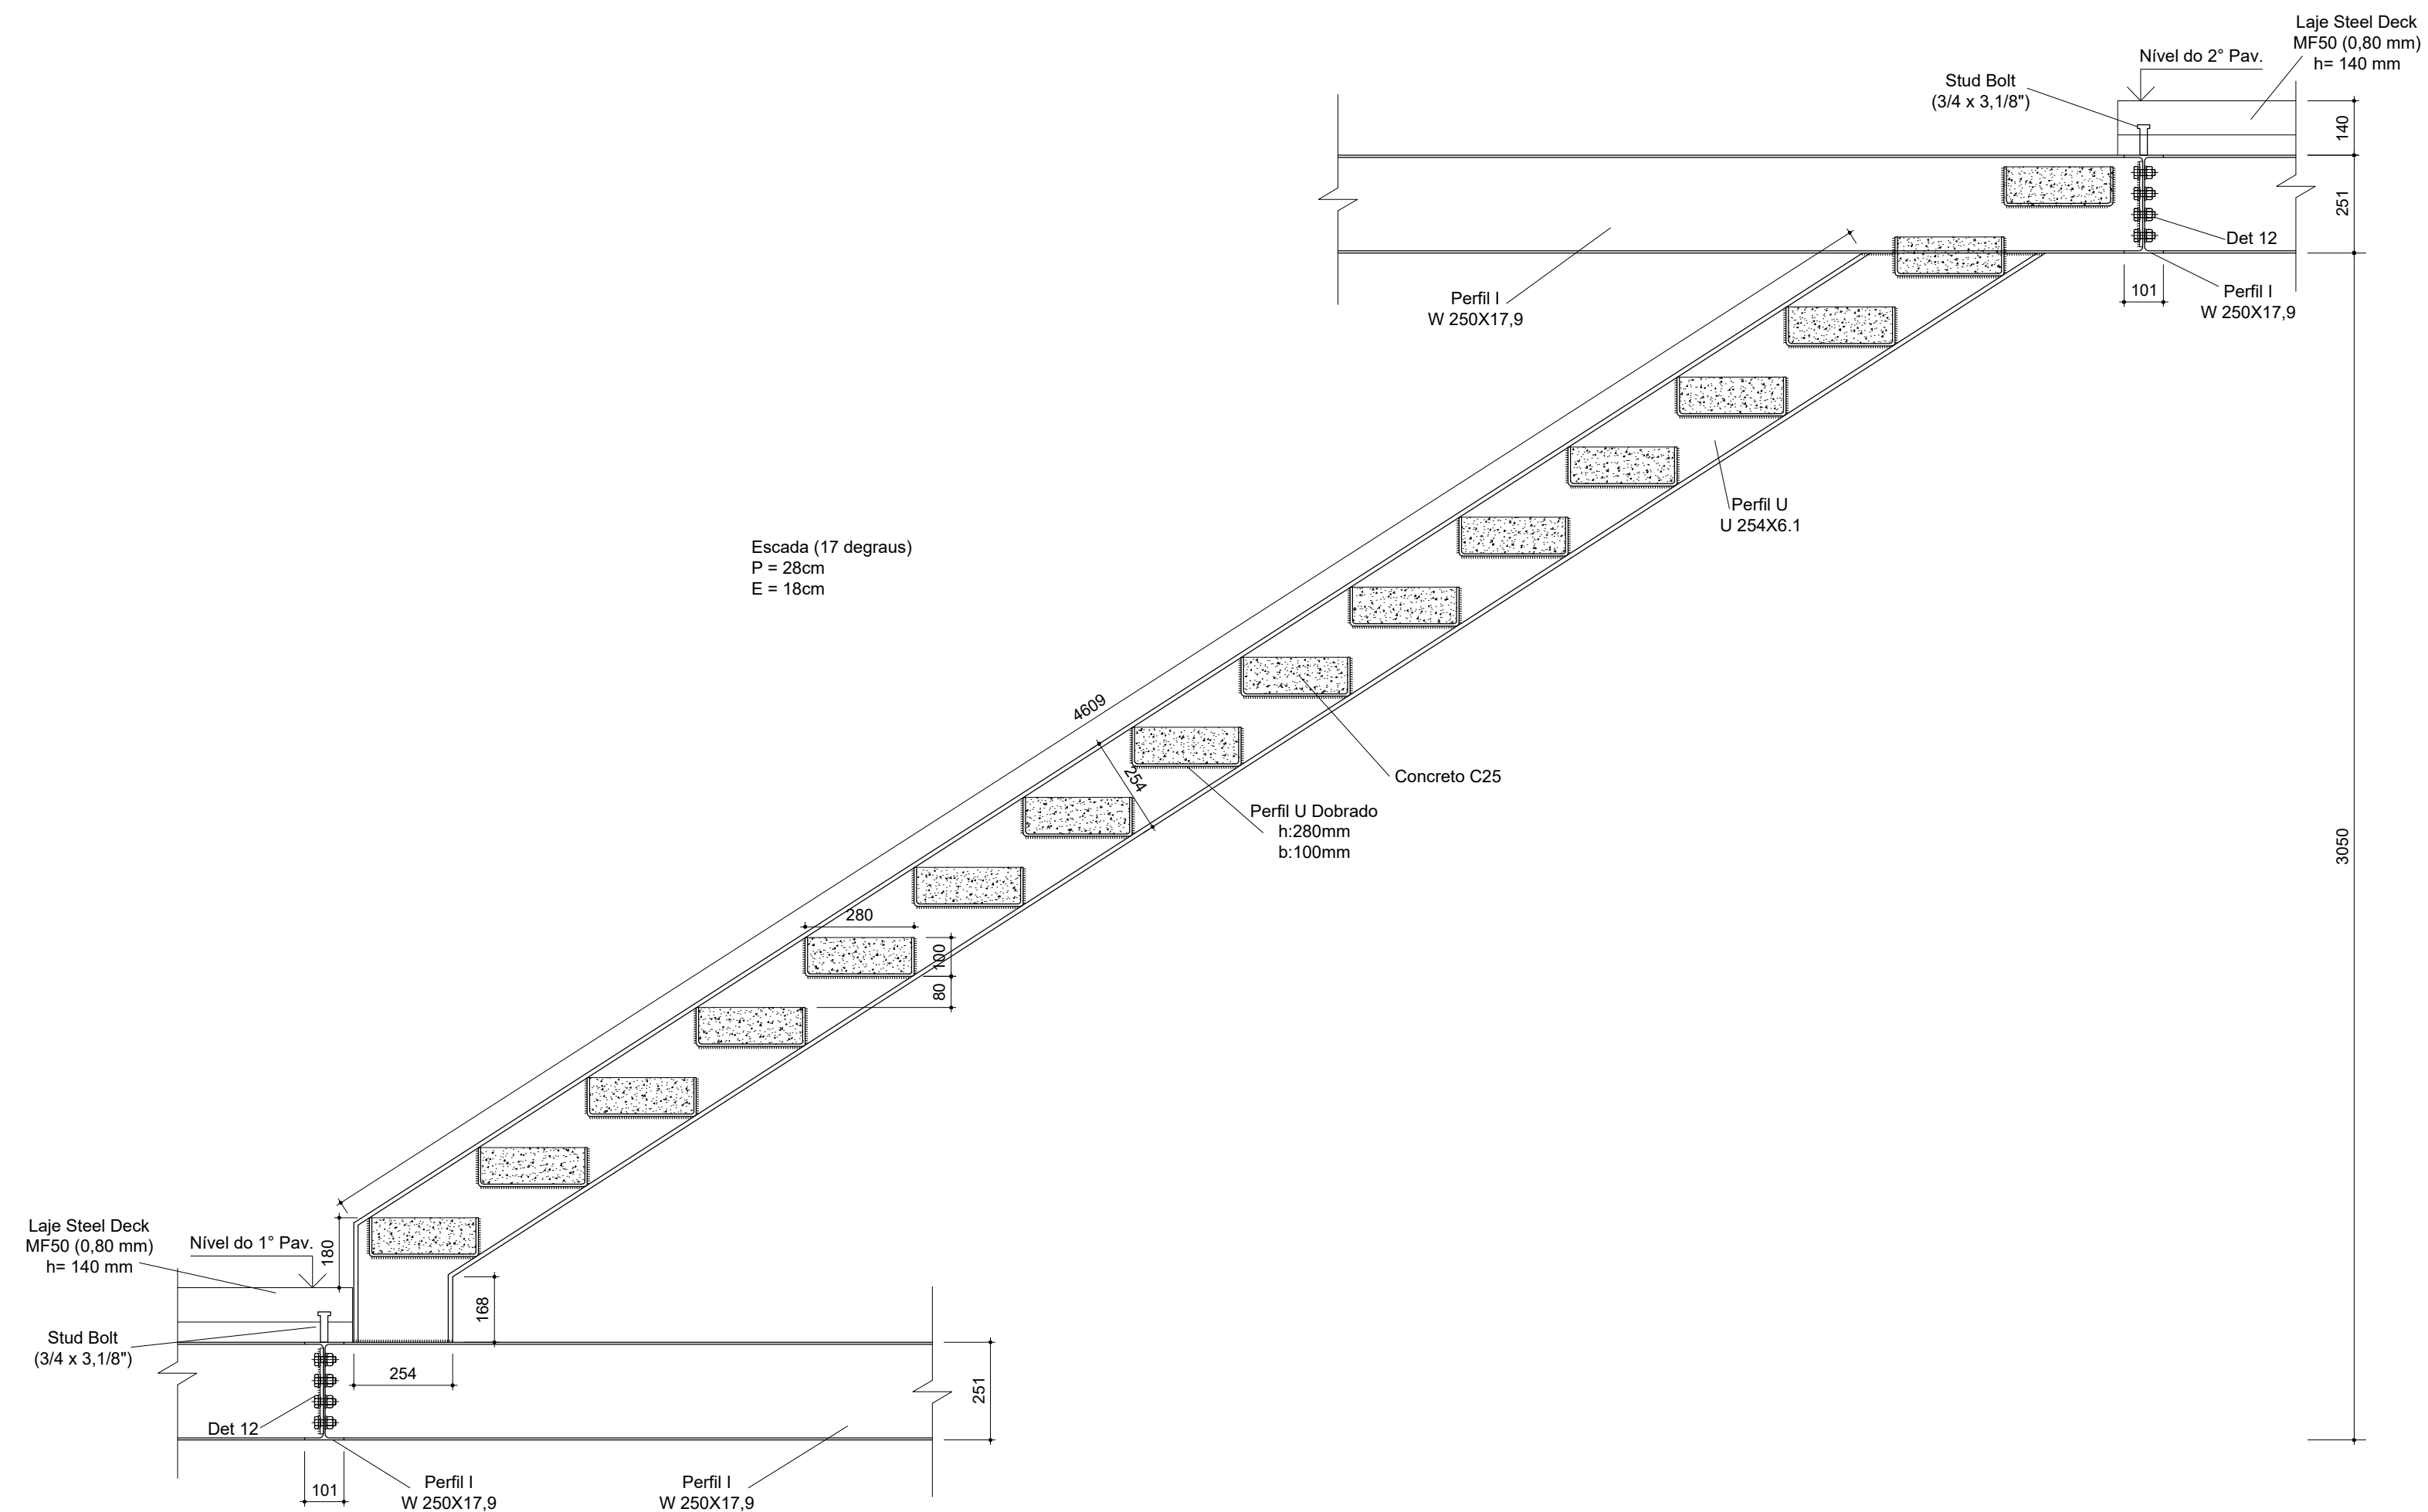 Laje Steel Deck
MF50 (0,80 mm)
h= 140 mm
Nível do 2° Pav.
Stud Bolt
(3/4 x 3,1/8")
140
251
Det 12
101
Perfil I
W 250X17,9
Perfil I
W 250X17,9
Perfil U
U 254X6.1
Escada (17 degraus)
P = 28cm
E = 18cm
4609
254
Concreto C25
Perfil U Dobrado
h:280mm
b:100mm
3050
280
100
80
Laje Steel Deck
MF50 (0,80 mm)
h= 140 mm
Nível do 1° Pav.
180
168
Stud Bolt
(3/4 x 3,1/8")
254
251
Det 12
101
Perfil I
W 250X17,9
Perfil I
W 250X17,9